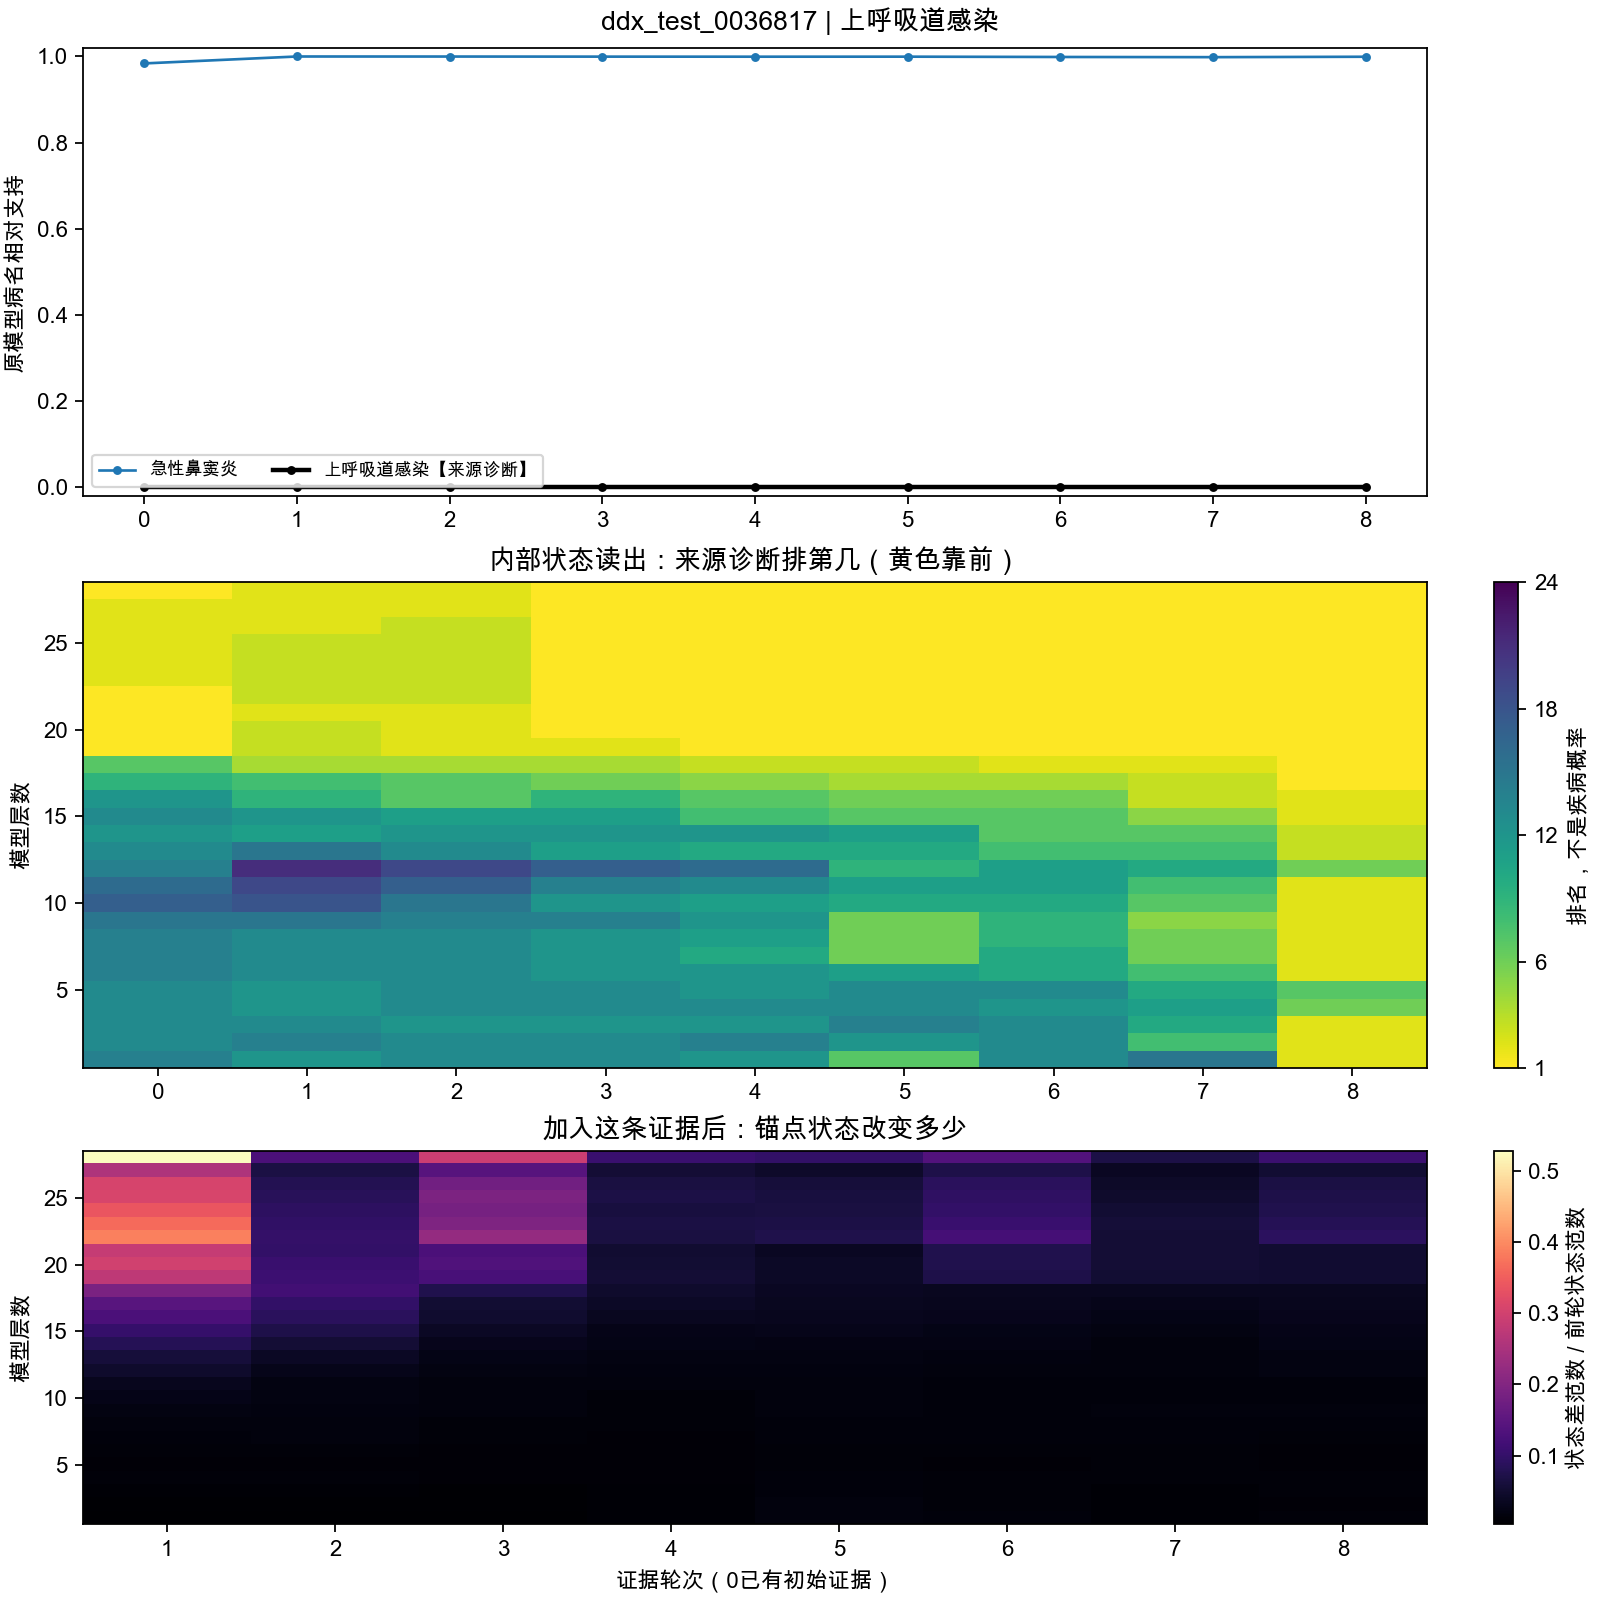 ddx_test_0036817 | 上呼吸道感染
原模型病名相对支持
1.0
0.8
0.6
0.4
0.2
0.0
急性鼻窦炎
上呼吸道感染【来源诊断】
0 1 2 3 4 5 6 7 8
内部状态读出：来源诊断排第几（黄色靠前）
模型层数
25
20
15
10
5
0 1 2 3 4 5 6 7 8
24
18
12
6
1
排名，不是疾病概率
加入这条证据后：锚点状态改变多少
模型层数
25
20
15
10
5
1 2 3 4 5 6 7 8
证据轮次（0已有初始证据）
0.5
0.4
0.3
0.2
0.1
状态差范数 / 前轮状态范数